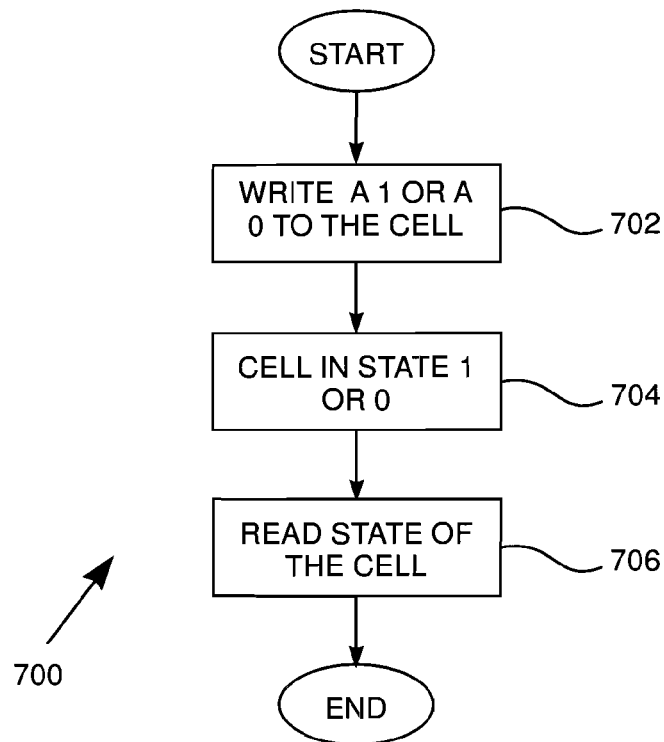 START
WRITE A 1 OR A
0 TO THE CELL
702
CELL IN STATE 1
OR 0
704
READ STATE OF
THE CELL
706
700
END